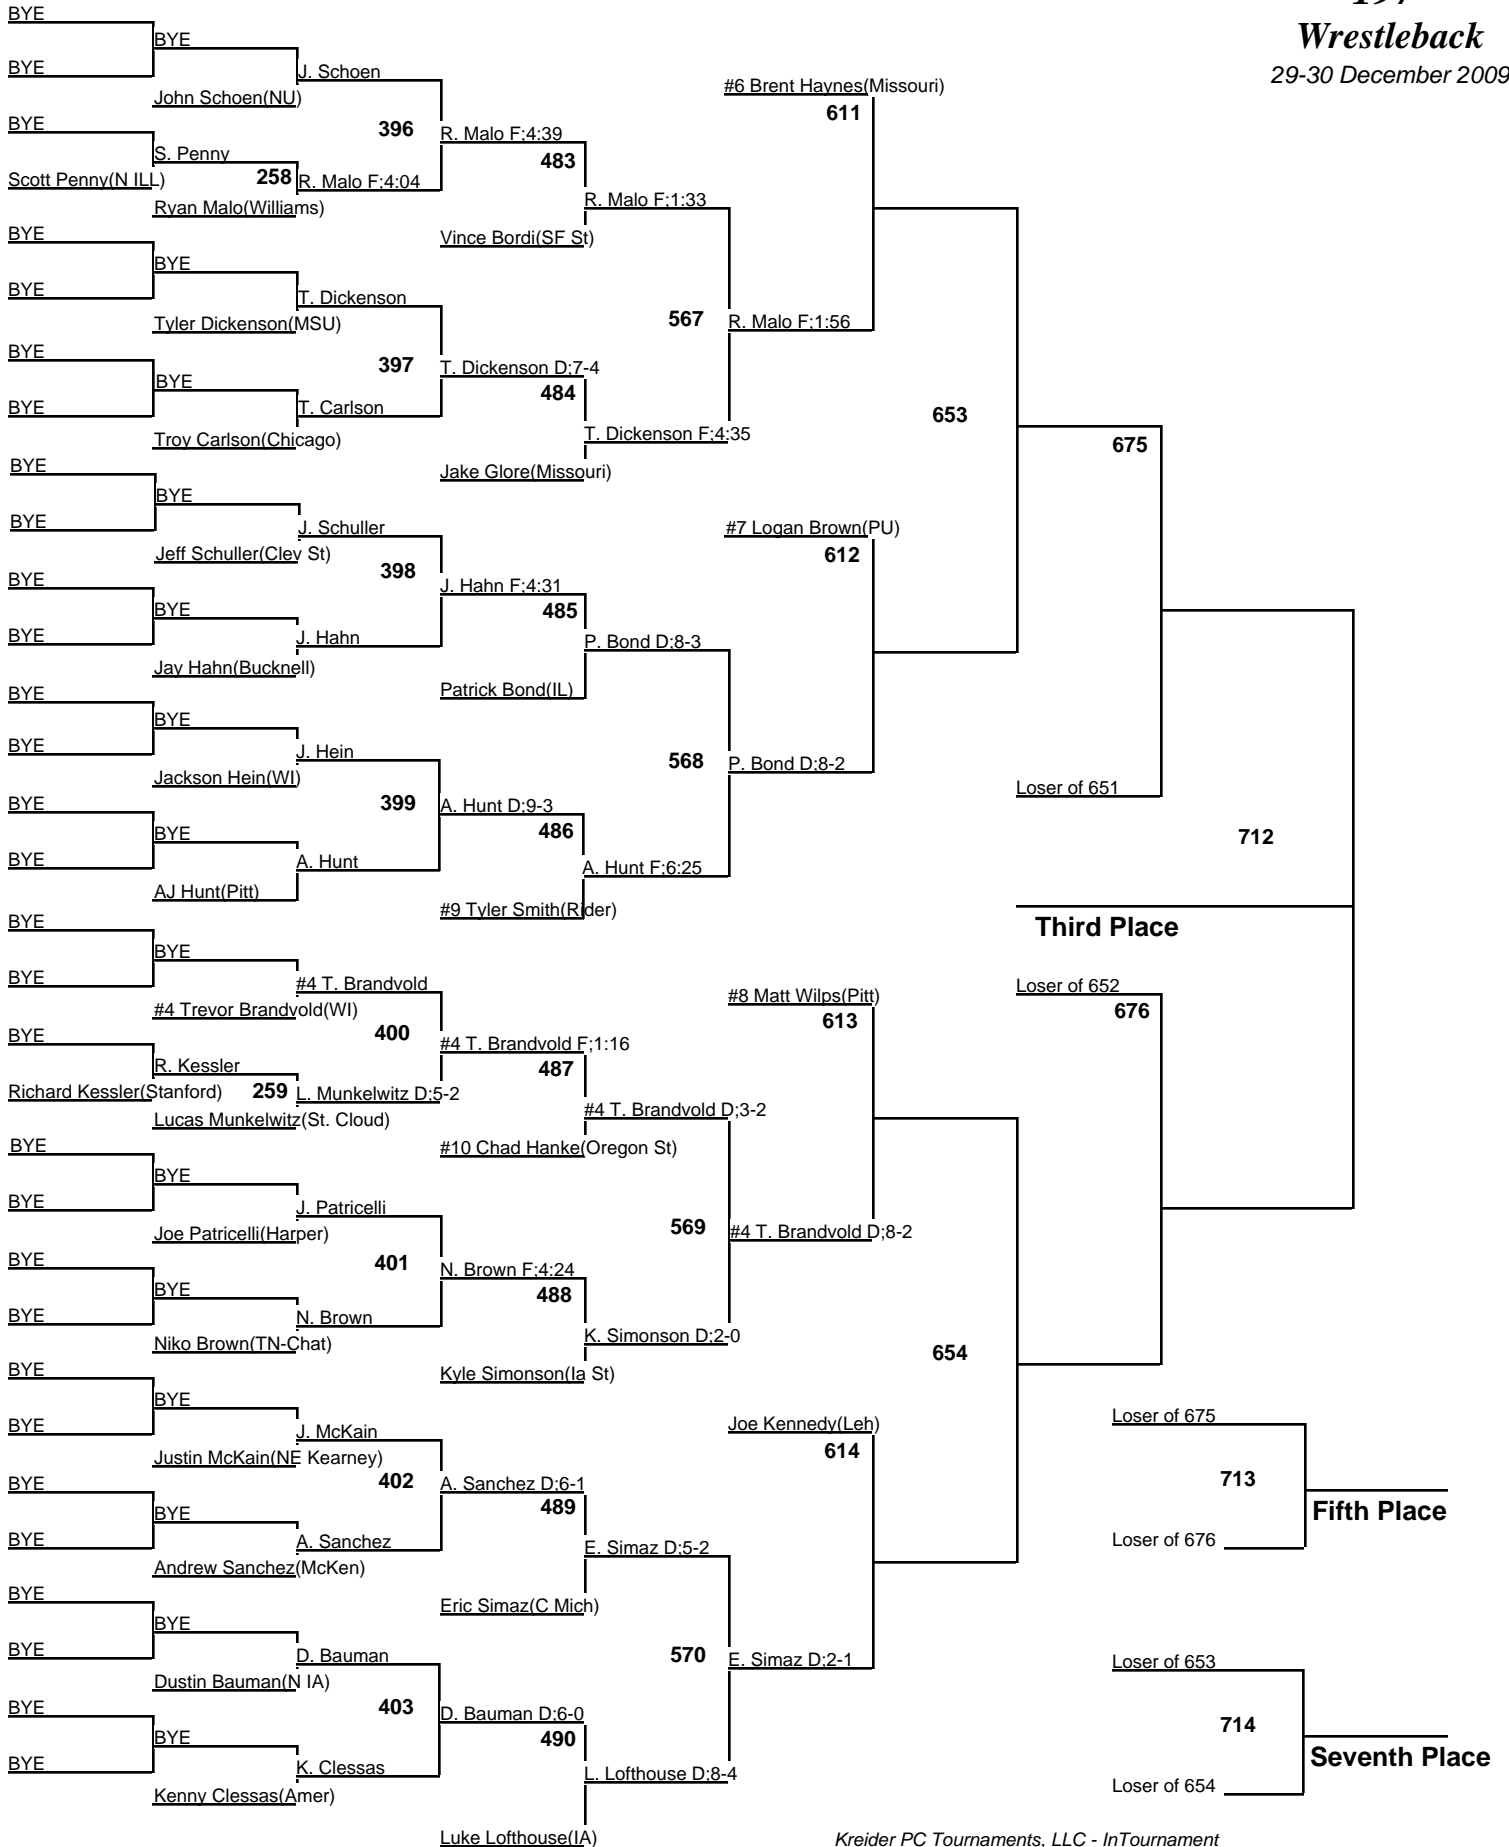 197
Wrestleback
29-30 December 2009
BYE
BYE
BYE
J. Schoen
John Schoen(NU)
BYE
396
S. Penny
Scott Penny(N ILL)
258
R. Malo F;4:04
Ryan Malo(Williams)
R. Malo F;4:39
483
R. Malo F;1:33
Vince Bordi(SF St)
BYE
BYE
BYE
T. Dickenson
Tyler Dickenson(MSU)
BYE
397
BYE
BYE
T. Carlson
Troy Carlson(Chicago)
T. Dickenson D;7-4
484
T. Dickenson F;4:35
Jake Glore(Missouri)
567
R. Malo F;1:56
#6 Brent Haynes(Missouri)
611
BYE
BYE
BYE
J. Schuller
Jeff Schuller(Clev St)
398
BYE
BYE
BYE
J. Hahn
Jay Hahn(Bucknell)
J. Hahn F;4:31
485
P. Bond D;8-3
Patrick Bond(IL)
BYE
BYE
BYE
J. Hein
Jackson Hein(WI)
399
BYE
BYE
BYE
A. Hunt
AJ Hunt(Pitt)
A. Hunt D;9-3
486
A. Hunt F;6:25
#9 Tyler Smith(Rider)
568
P. Bond D;8-2
#7 Logan Brown(PU)
612
653
675
Loser of 651
712
Third Place
BYE
BYE
BYE
#4 T. Brandvold
#4 Trevor Brandvold(WI)
400
BYE
R. Kessler
Richard Kessler(Stanford)
259
L. Munkelwitz D;5-2
Lucas Munkelwitz(St. Cloud)
#4 T. Brandvold F;1:16
487
#4 T. Brandvold D;3-2
#10 Chad Hanke(Oregon St)
BYE
BYE
BYE
J. Patricelli
Joe Patricelli(Harper)
401
BYE
BYE
BYE
N. Brown
Niko Brown(TN-Chat)
N. Brown F;4:24
488
K. Simonson D;2-0
Kyle Simonson(Ia St)
569
#4 T. Brandvold D;8-2
#8 Matt Wilps(Pitt)
613
BYE
BYE
BYE
J. McKain
Justin McKain(NE Kearney)
402
BYE
BYE
BYE
A. Sanchez
Andrew Sanchez(McKen)
A. Sanchez D;6-1
489
E. Simaz D;5-2
Eric Simaz(C Mich)
BYE
BYE
BYE
D. Bauman
Dustin Bauman(N IA)
403
BYE
BYE
BYE
K. Clessas
Kenny Clessas(Amer)
D. Bauman D;6-0
490
L. Lofthouse D;8-4
Luke Lofthouse(IA)
570
E. Simaz D;2-1
Joe Kennedy(Leh)
614
654
Loser of 652
676
Loser of 675
713
Fifth Place
Loser of 676
Loser of 653
714
Seventh Place
Loser of 654
Kreider PC Tournaments, LLC - InTournament